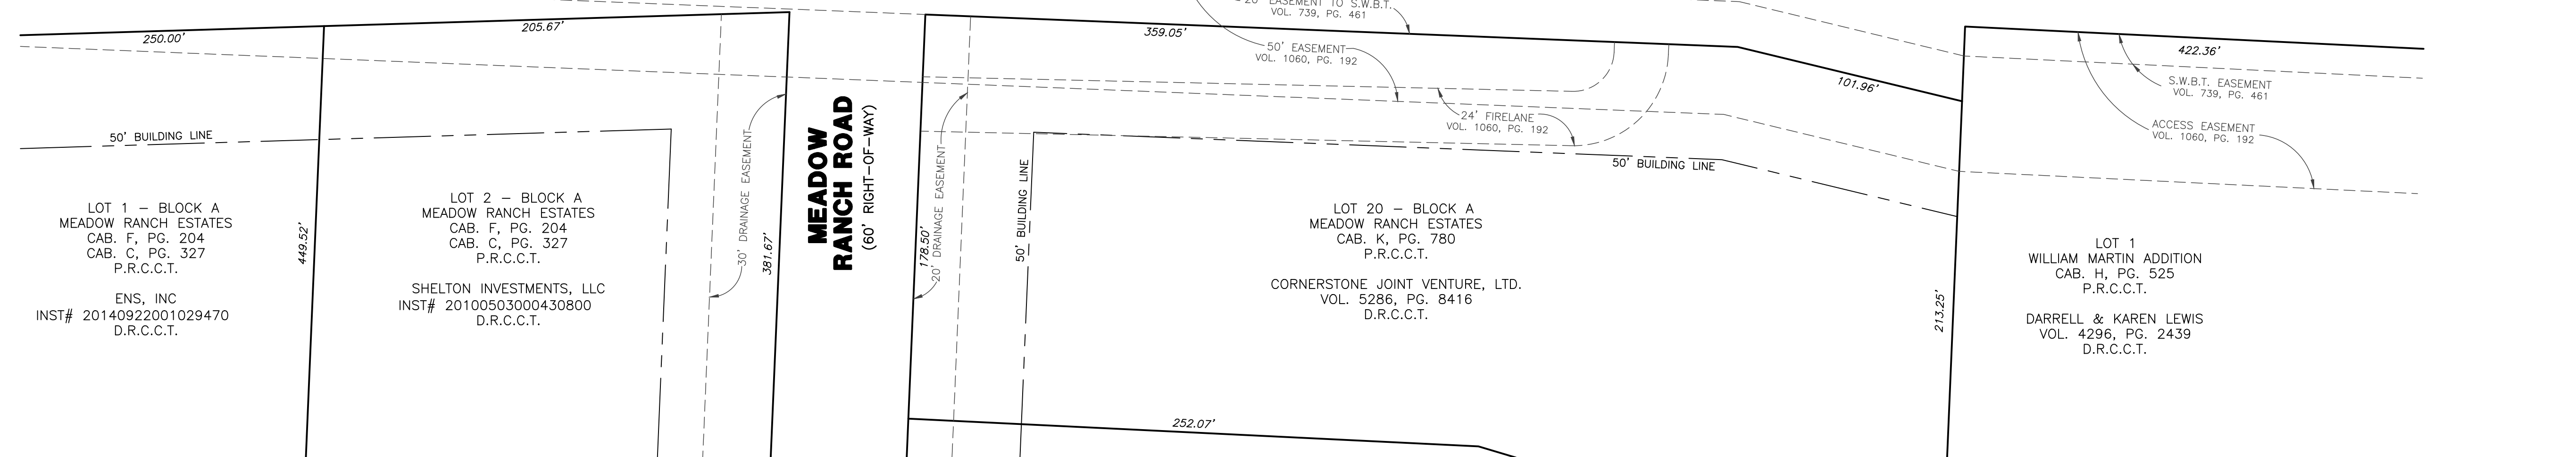 250.00'
205.67'
50' BUILDING LINE
LOT 1 – BLOCK A
MEADOW RANCH ESTATES
CAB. F, PG. 204
CAB. C, PG. 327
P.R.C.C.T.
ENS, INC
INST# 20140922001029470
D.R.C.C.T.
449.52'
LOT 2 – BLOCK A
MEADOW RANCH ESTATES
CAB. F, PG. 204
CAB. C, PG. 327
P.R.C.C.T.
SHELTON INVESTMENTS, LLC
INST# 20100503000430800
D.R.C.C.T.
30' DRAINAGE EASEMENT
381.67'
MEADOW
RANCH ROAD
(60' RIGHT-OF-WAY)
178.50'
20' DRAINAGE EASEMENT
50' BUILDING LINE
359.05'
20' EASEMENT TO S.W.B.T.
VOL. 739, PG. 461
50' EASEMENT
VOL. 1060, PG. 192
24' FIRELANE
VOL. 1060, PG. 192
101.96'
50' BUILDING LINE
LOT 20 – BLOCK A
MEADOW RANCH ESTATES
CAB. K, PG. 780
P.R.C.C.T.
CORNERSTONE JOINT VENTURE, LTD.
VOL. 5286, PG. 8416
D.R.C.C.T.
252.07'
213.25'
422.36'
S.W.B.T. EASEMENT
VOL. 739, PG. 461
ACCESS EASEMENT
VOL. 1060, PG. 192
LOT 1
WILLIAM MARTIN ADDITION
CAB. H, PG. 525
P.R.C.C.T.
DARRELL & KAREN LEWIS
VOL. 4296, PG. 2439
D.R.C.C.T.